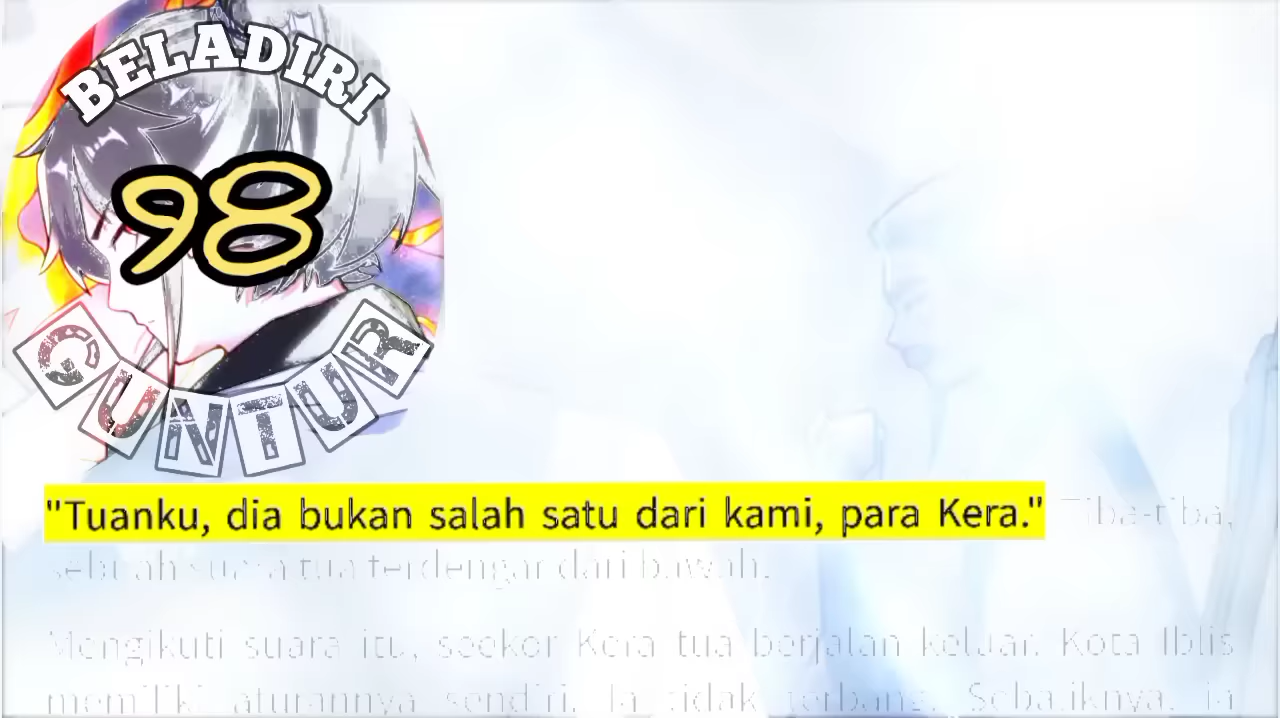 BELADIRI
98
GUNTUR
"Tuanku, dia bukan salah satu dari kami, para Kera." Tiba-tiba,
sebuah suara tua terdengar dari bawah.
Mengikuti suara itu, seekor Kera tua berjalan keluar. Kota Iblis
memiliki aturannya sendiri. Ia tidak terbang. Sebaliknya, ia